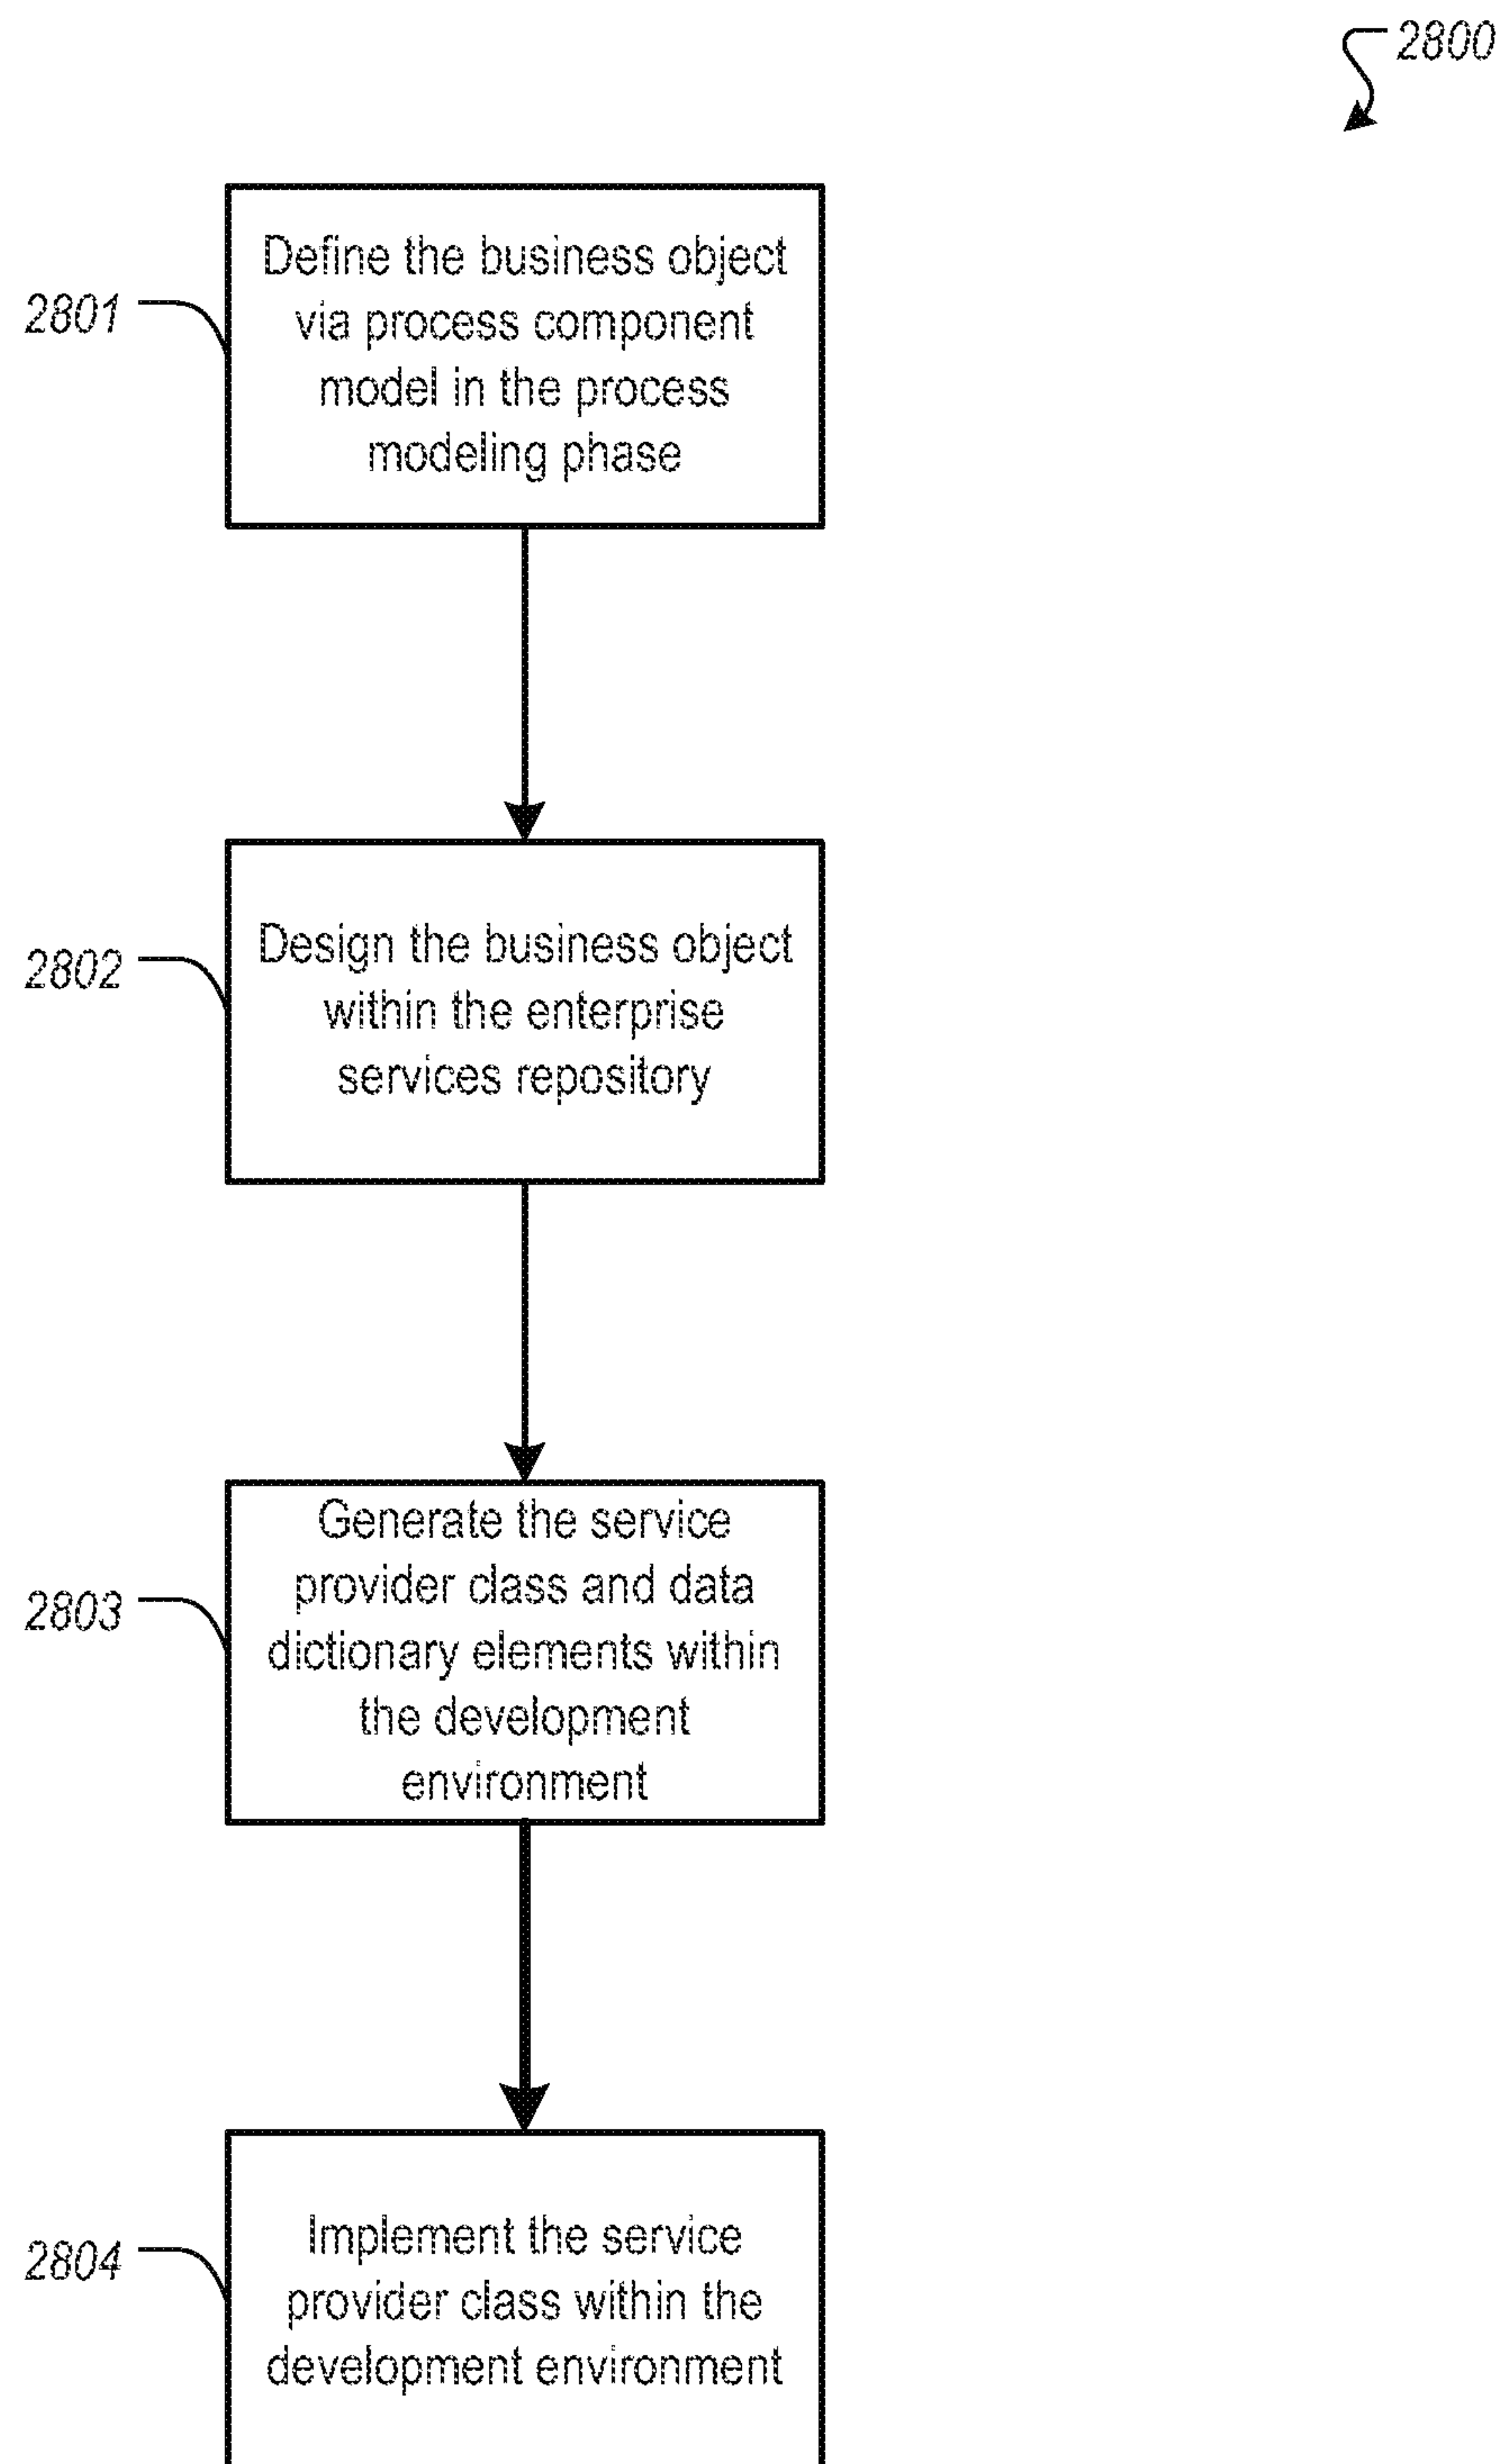 2800
Define the business object
via process component
model in the process
modeling phase
2801
Design the business object
within the enterprise
services repository
2802
Generate the service
provider class and data
dictionary elements within
the development
environment
2803
Implement the service
provider class within the
development environment
2804